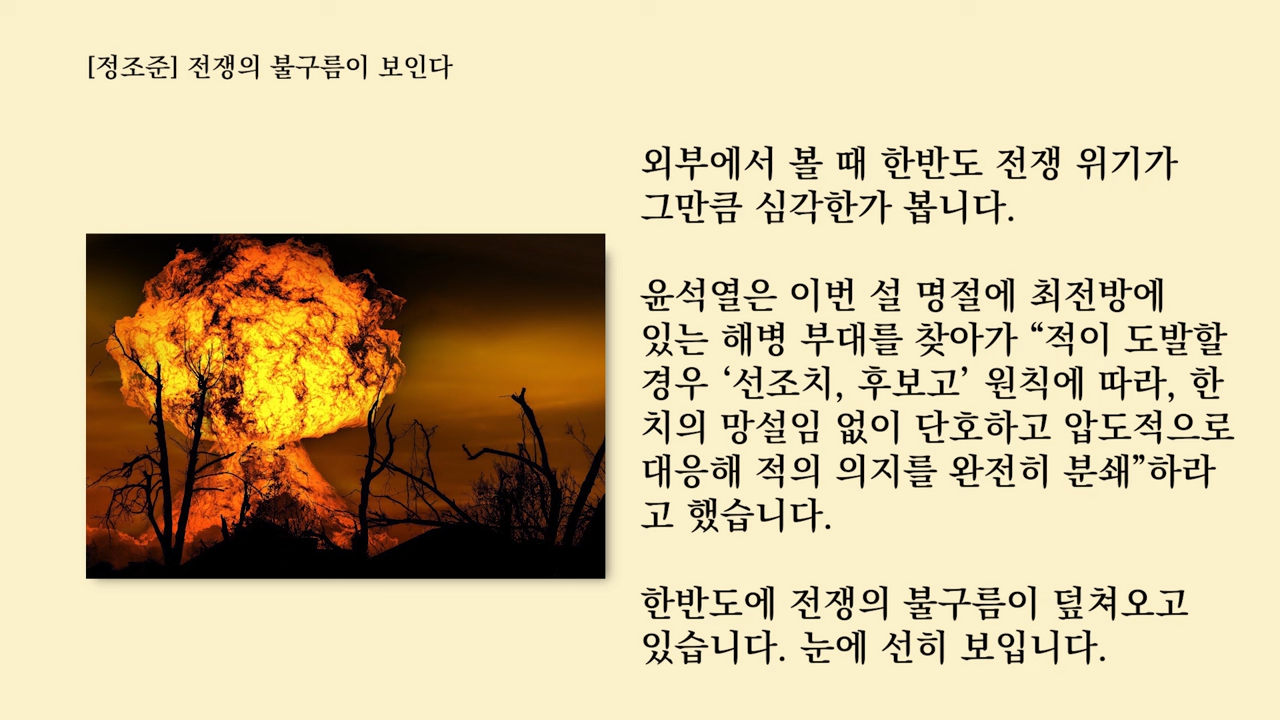 [정조준] 전쟁의 불구름이 보인다
외부에서 볼 때 한반도 전쟁 위기가
그만큼 심각한가 봅니다.
윤석열은 이번 설 명절에 최전방에
있는 해병 부대를 찾아가 “적이 도발할
경우 ‘선조치, 후보고’ 원칙에 따라, 한
치의 망설임 없이 단호하고 압도적으로
대응해 적의 의지를 완전히 분쇄”하라
고 했습니다.
한반도에 전쟁의 불구름이 덮쳐오고
있습니다. 눈에 선히 보입니다.